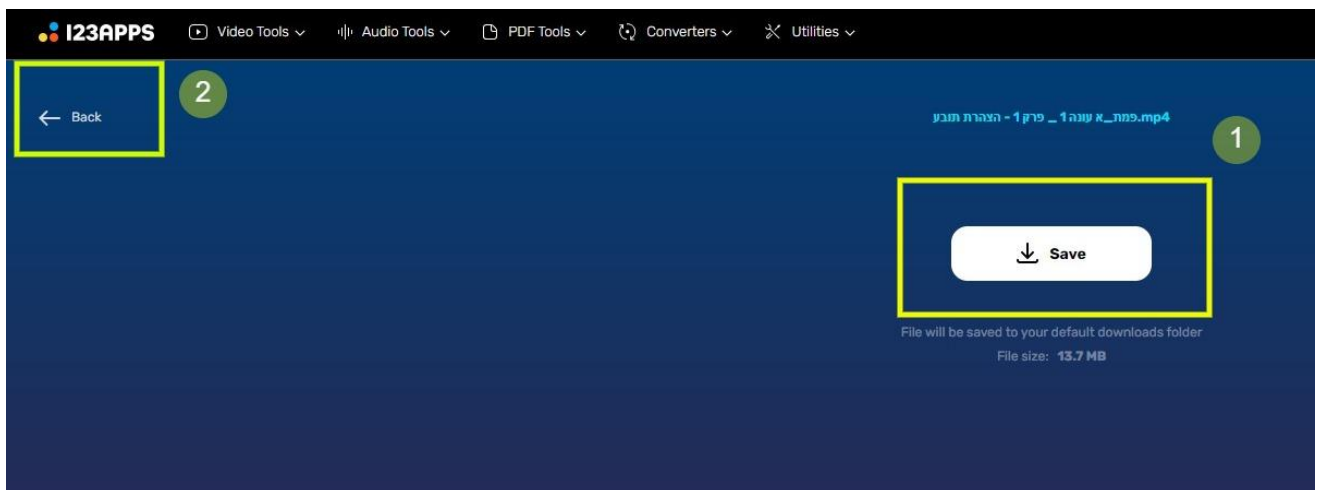 123APPS Video Tools Audio Tools PDF Tools Converters Utilities
← Back
2
פמת_א עונה 1 _ פרק 1 - הצהרת תובע.mp4
1
Save
File will be saved to your default downloads folder
File size: 13.7 MB